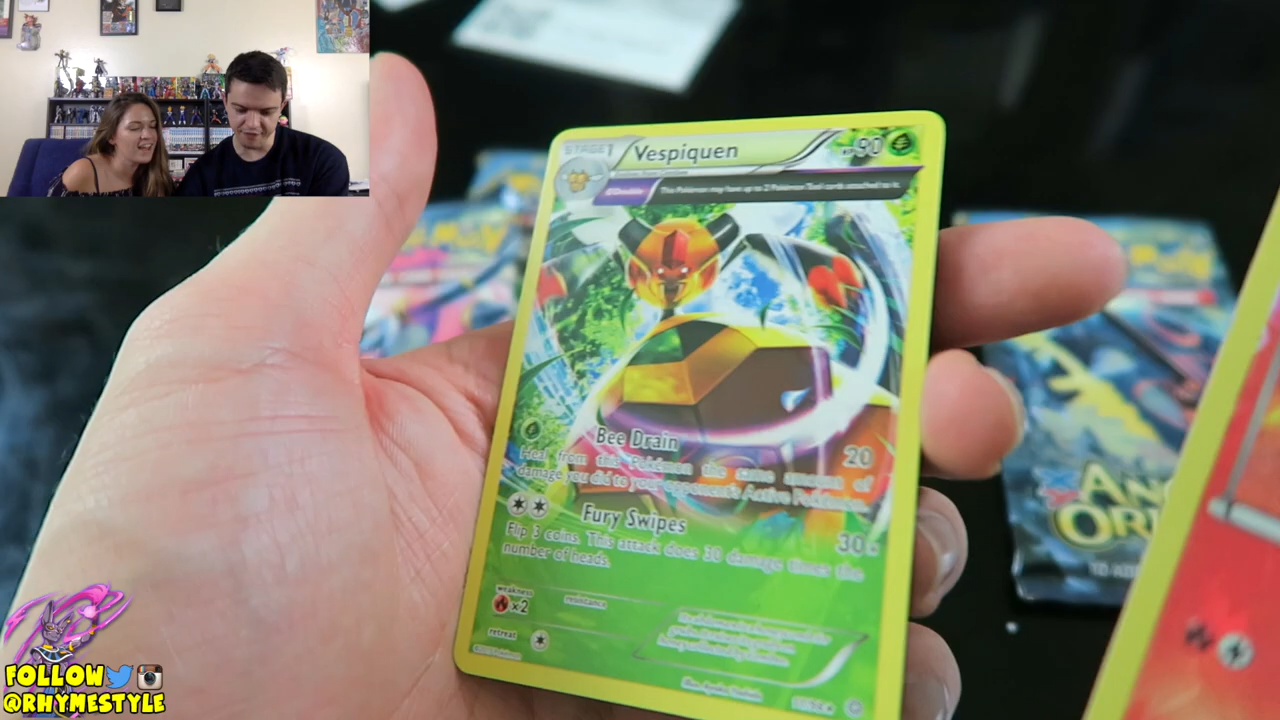 STAGE1
Vespiquen
HP90
This Pokémon may have up to 2 Pokémon Tool cards attached to it.
Bee Drain 20
Heal from this Pokémon the same amount of
damage you did to your opponent's Active Pokémon.
Fury Swipes 30×
Flip 3 coins. This attack does 30 damage times the
number of heads.
weakness
×2
resistance
retreat
AN
ORI
FOLLOW
@RHYMESTYLE